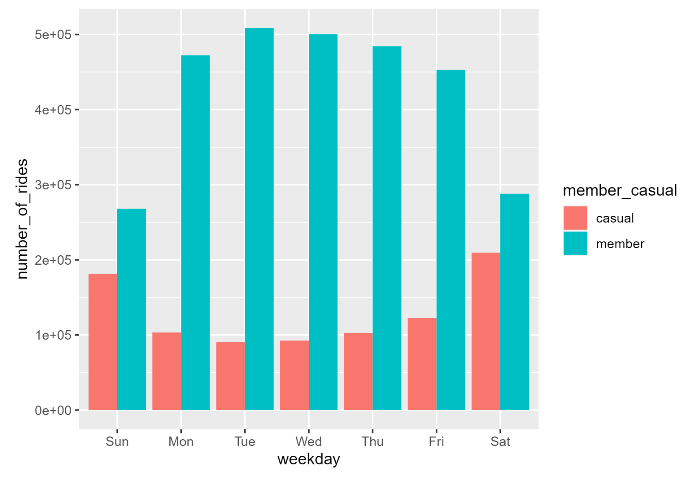 5e+05
4e+05
3e+05
2e+05
1e+05
0e+00
number_of_rides
Sun Mon Tue Wed Thu Fri Sat
weekday
member_casual
casual
member